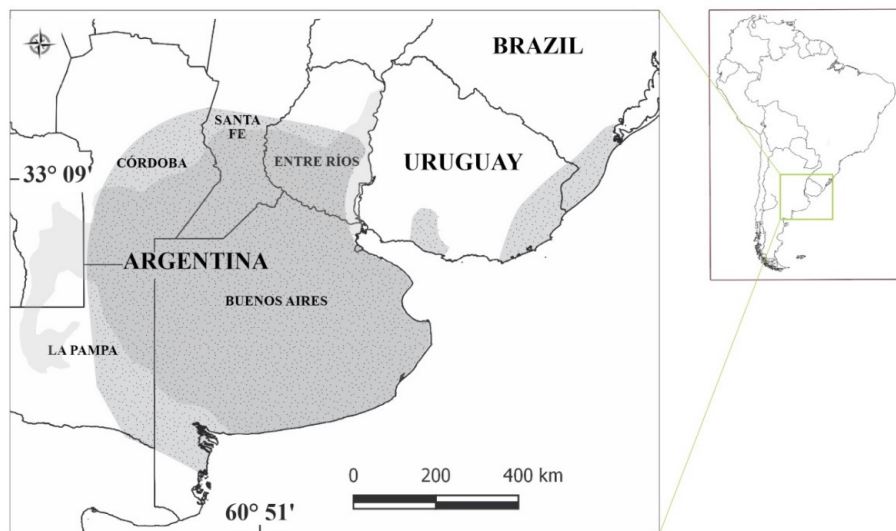 BRAZIL
SANTA
FE
CÓRDOBA
ENTRE RÍOS
URUGUAY
33° 09'
ARGENTINA
BUENOS AIRES
LA PAMPA
0 200 400 km
60° 51'